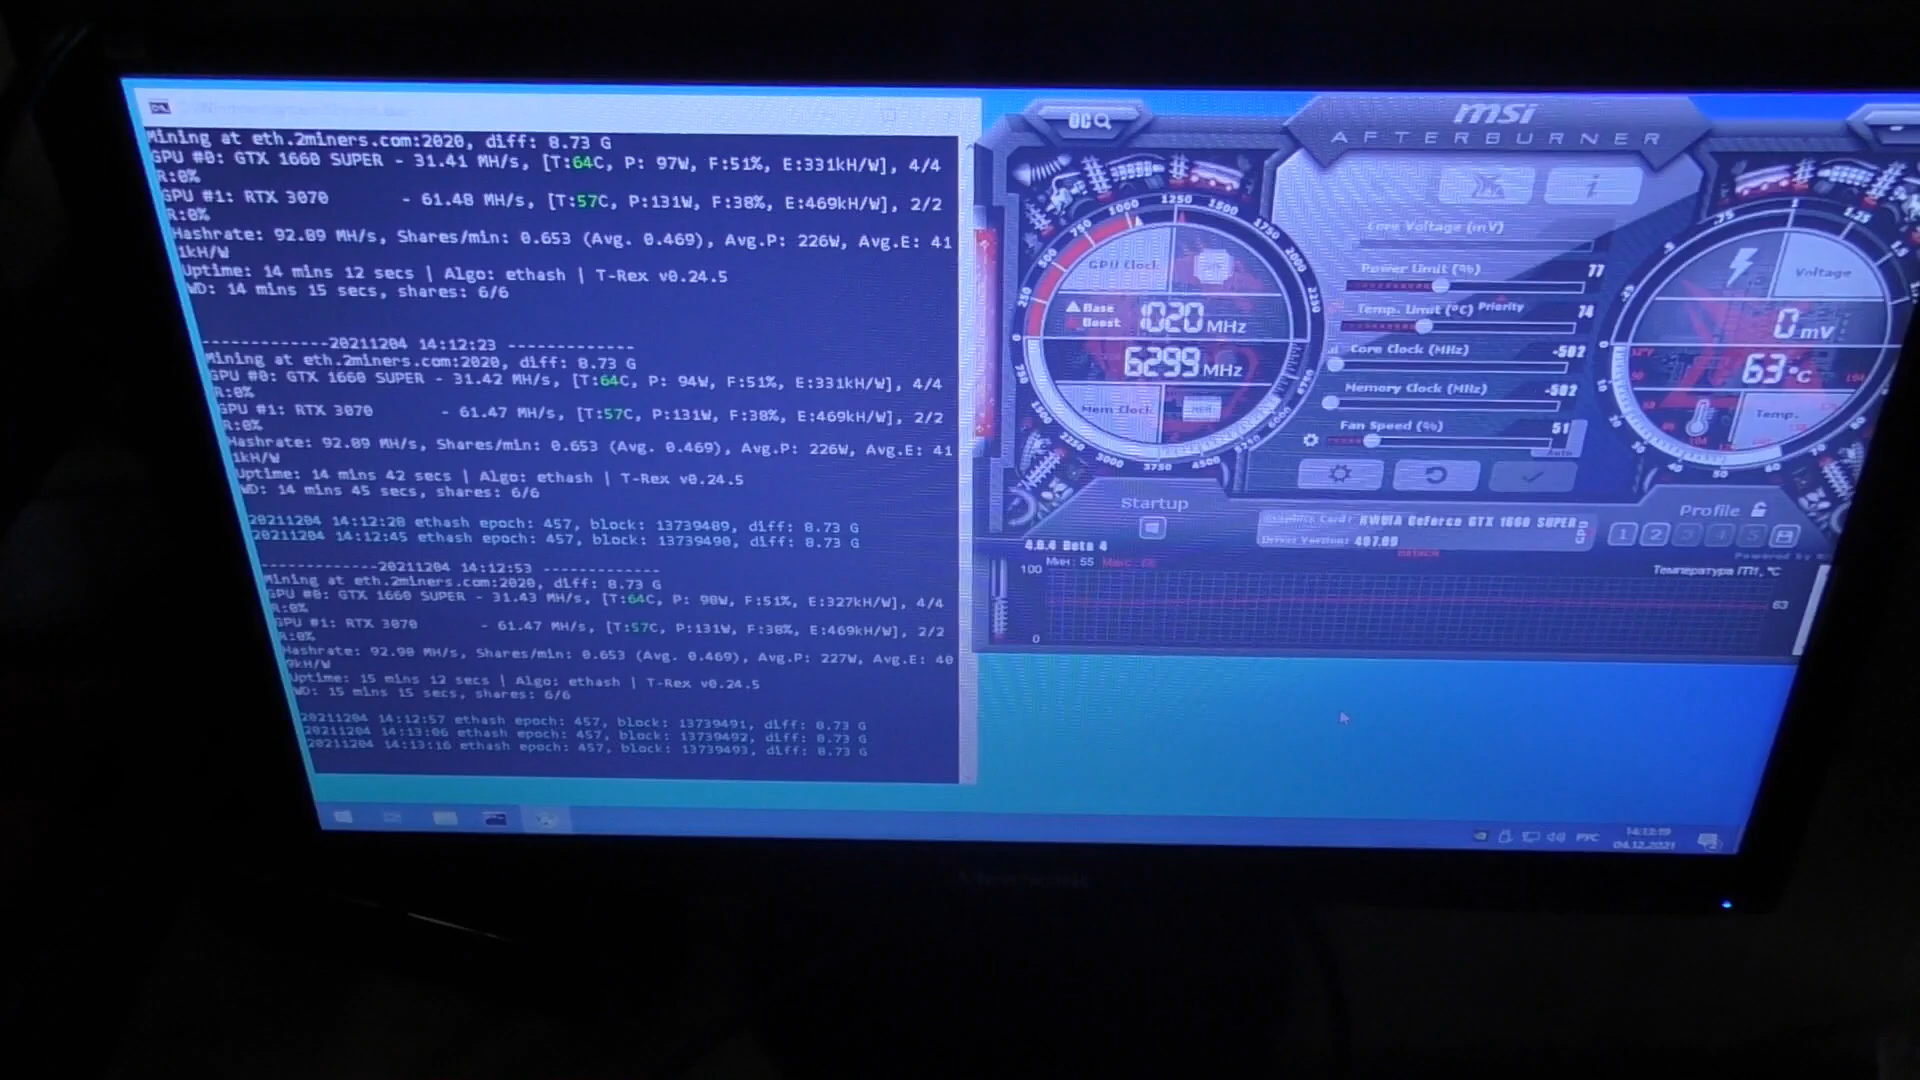 Mining at eth.2miners.com:2020, diff: 8.73 G
GPU #0: GTX 1660 SUPER - 31.41 MH/s, [T:64C, P: 97W, F:51%, E:331kH/W], 4/4
R:0%
GPU #1: RTX 3070 - 61.48 MH/s, [T:57C, P:131W, F:38%, E:469kH/W], 2/2
R:0%
Hashrate: 92.89 MH/s, Shares/min: 0.653 (Avg. 0.469), Avg.P: 226W, Avg.E: 41
1kH/W
Uptime: 14 mins 12 secs | Algo: ethash | T-Rex v0.24.5
WD: 14 mins 15 secs, shares: 6/6
-------------20211204 14:12:23 -------------
Mining at eth.2miners.com:2020, diff: 8.73 G
GPU #0: GTX 1660 SUPER - 31.42 MH/s, [T:64C, P: 94W, F:51%, E:331kH/W], 4/4
R:0%
GPU #1: RTX 3070 - 61.47 MH/s, [T:57C, P:131W, F:38%, E:469kH/W], 2/2
R:0%
Hashrate: 92.89 MH/s, Shares/min: 0.653 (Avg. 0.469), Avg.P: 226W, Avg.E: 41
1kH/W
Uptime: 14 mins 42 secs | Algo: ethash | T-Rex v0.24.5
WD: 14 mins 45 secs, shares: 6/6
20211204 14:12:28 ethash epoch: 457, block: 13739489, diff: 8.73 G
20211204 14:12:45 ethash epoch: 457, block: 13739490, diff: 8.73 G
-------------20211204 14:12:53 -------------
Mining at eth.2miners.com:2020, diff: 8.73 G
GPU #0: GTX 1660 SUPER - 31.43 MH/s, [T:64C, P: 90W, F:51%, E:327kH/W], 4/4
R:0%
GPU #1: RTX 3070 - 61.47 MH/s, [T:57C, P:131W, F:38%, E:469kH/W], 2/2
R:0%
Hashrate: 92.90 MH/s, Shares/min: 0.653 (Avg. 0.469), Avg.P: 227W, Avg.E: 40
9kH/W
Uptime: 15 mins 12 secs | Algo: ethash | T-Rex v0.24.5
WD: 15 mins 15 secs, shares: 6/6
20211204 14:12:57 ethash epoch: 457, block: 13739491, diff: 8.73 G
20211204 14:13:06 ethash epoch: 457, block: 13739492, diff: 8.73 G
20211204 14:13:16 ethash epoch: 457, block: 13739493, diff: 8.73 G
OC
msi
AFTERBURNER
GPU Clock
Base
Boost
1020 MHz
6299 MHz
Mem Clock
Core Voltage (mV)
Power Limit (%) 77
Temp. Limit (°C) Priority 74
Core Clock (MHz) -502
Memory Clock (MHz) -502
Fan Speed (%) 51
Auto
Voltage
0 mV
63 °C
Temp.
Startup
Graphics Card: NVIDIA GeForce GTX 1660 SUPER
Driver Version: 497.09
Profile
1 2 3 4 5
4.6.4 Beta 4
Powered by
100
Мин: 55
0
63
РУС
04.12.2021